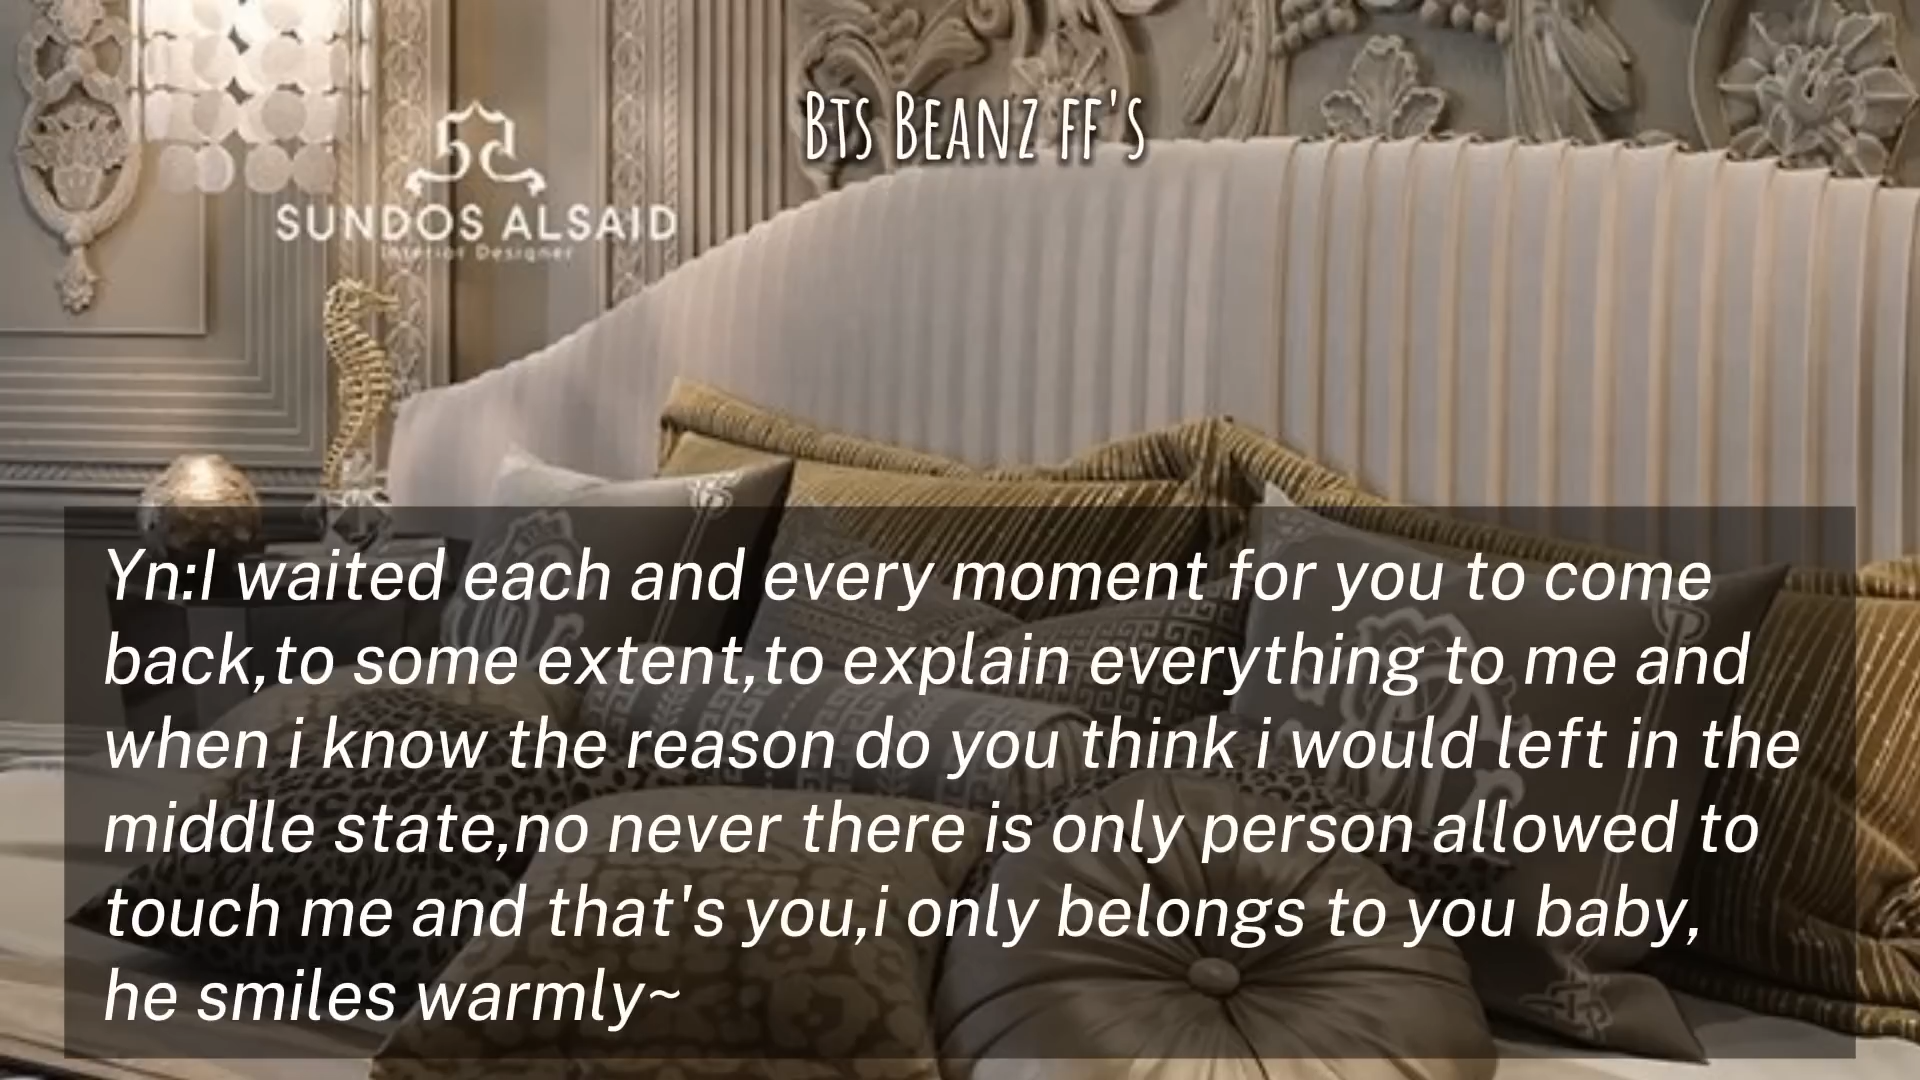 Bts Beanz ff's
SUNDOS ALSAID
Interior Designer
Yn:I waited each and every moment for you to come
back,to some extent,to explain everything to me and
when i know the reason do you think i would left in the
middle state,no never there is only person allowed to
touch me and that's you,i only belongs to you baby,
he smiles warmly~